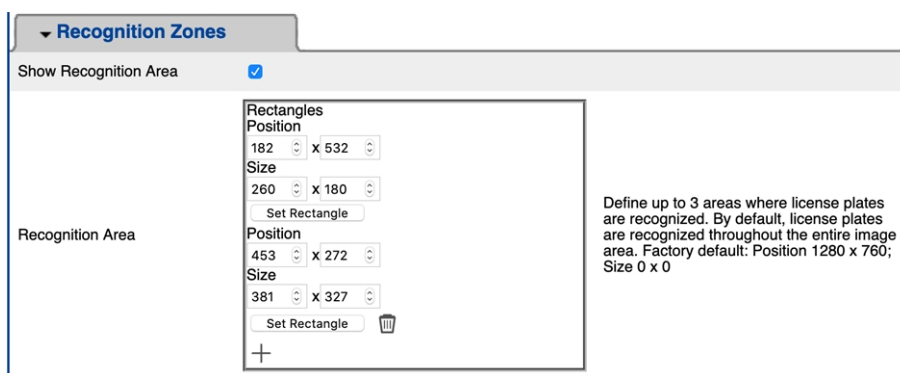 Recognition Zones
Show Recognition Area
Recognition Area
Rectangles
Position
182 x 532
Size
260 x 180
Set Rectangle
Position
453 x 272
Size
381 x 327
Set Rectangle
Define up to 3 areas where license plates
are recognized. By default, license plates
are recognized throughout the entire image
area. Factory default: Position 1280 x 760;
Size 0 x 0